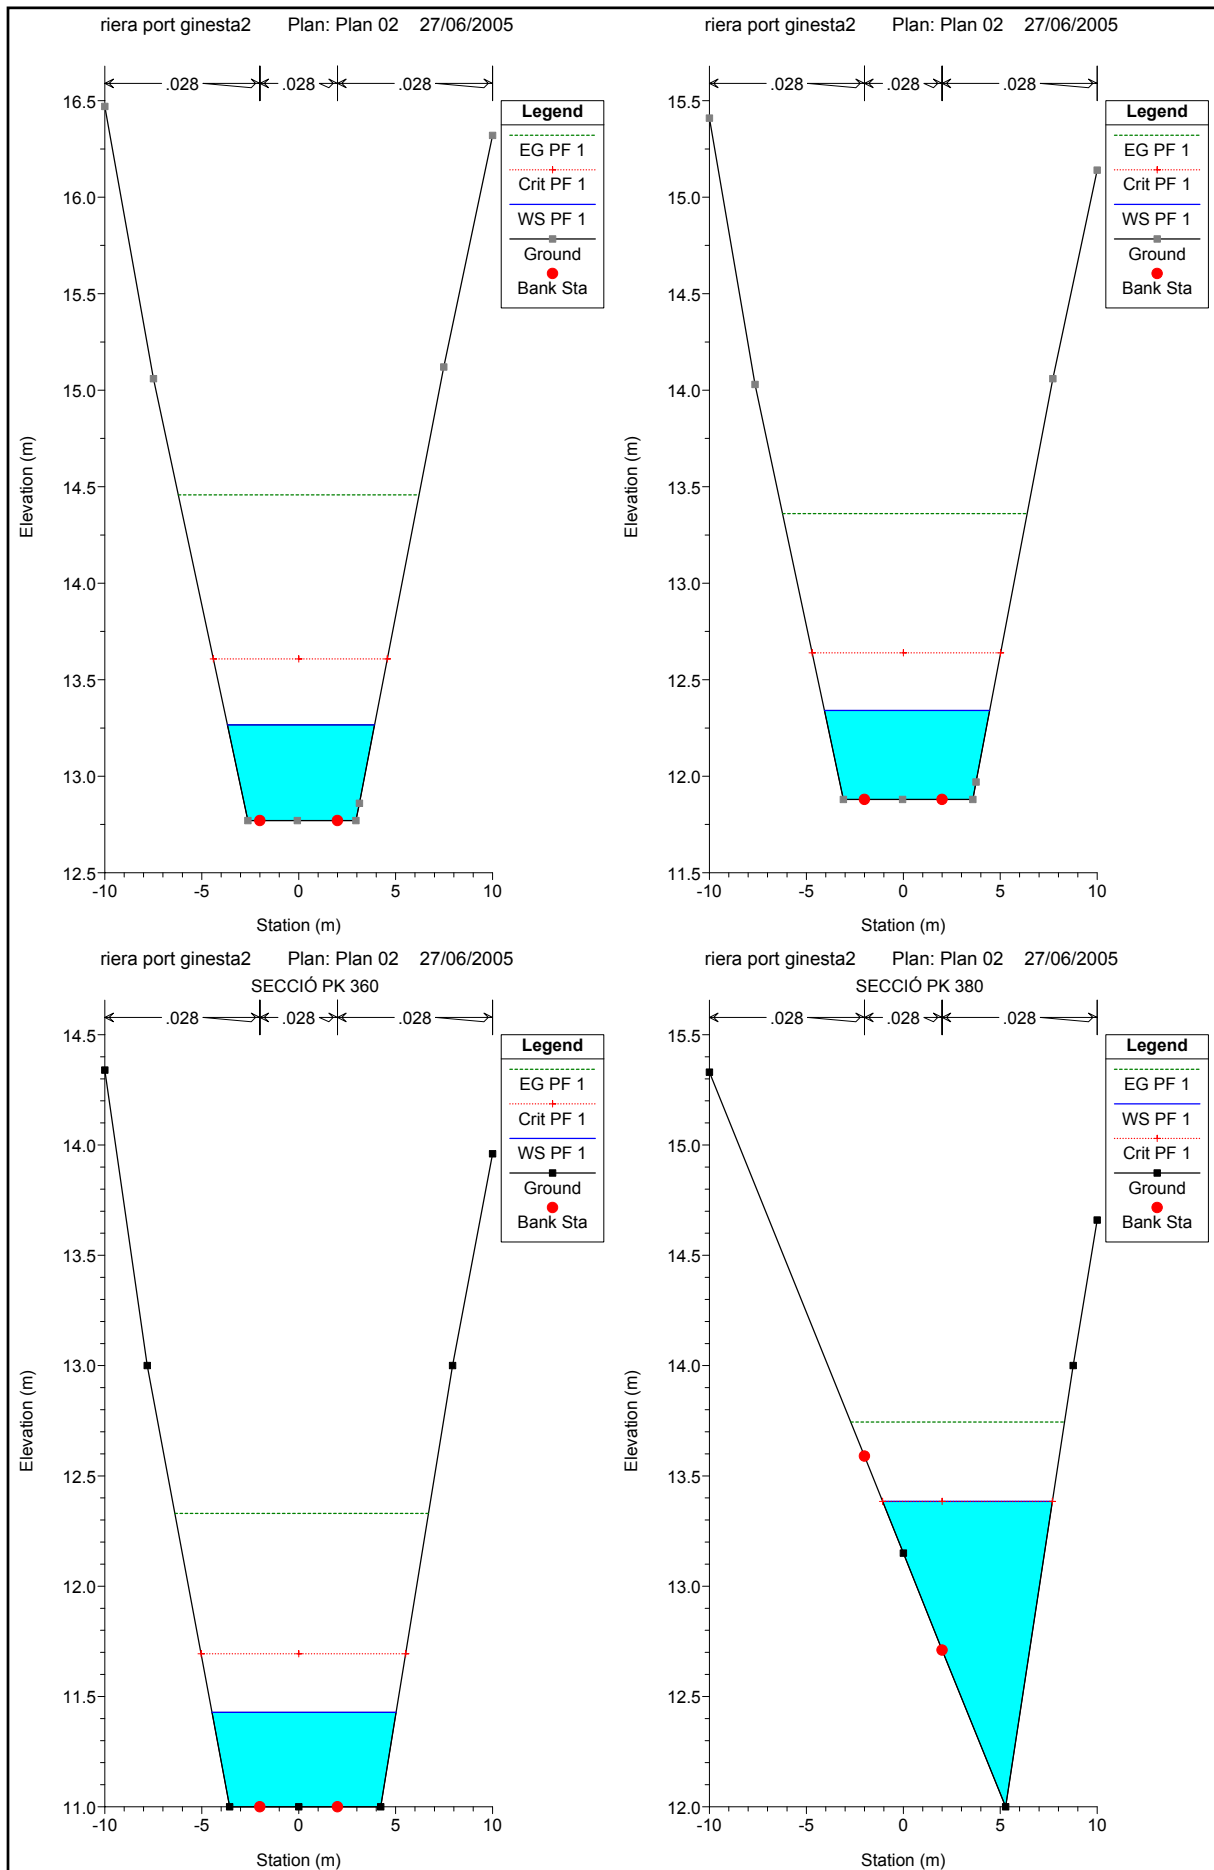 riera port ginesta2 Plan: Plan 02 27/06/2005
.028 .028 .028
Legend
EG PF 1
Crit PF 1
WS PF 1
Ground
Bank Sta
16.5
16.0
15.5
15.0
14.5
14.0
13.5
13.0
12.5
Elevation (m)
-10 -5 0 5 10
Station (m)
riera port ginesta2 Plan: Plan 02 27/06/2005
.028 .028 .028
Legend
EG PF 1
Crit PF 1
WS PF 1
Ground
Bank Sta
15.5
15.0
14.5
14.0
13.5
13.0
12.5
12.0
11.5
Elevation (m)
-10 -5 0 5 10
Station (m)
riera port ginesta2 Plan: Plan 02 27/06/2005
SECCIÓ PK 360
.028 .028 .028
Legend
EG PF 1
Crit PF 1
WS PF 1
Ground
Bank Sta
14.5
14.0
13.5
13.0
12.5
12.0
11.5
11.0
Elevation (m)
-10 -5 0 5 10
Station (m)
riera port ginesta2 Plan: Plan 02 27/06/2005
SECCIÓ PK 380
.028 .028 .028
Legend
EG PF 1
WS PF 1
Crit PF 1
Ground
Bank Sta
15.5
15.0
14.5
14.0
13.5
13.0
12.5
12.0
Elevation (m)
-10 -5 0 5 10
Station (m)